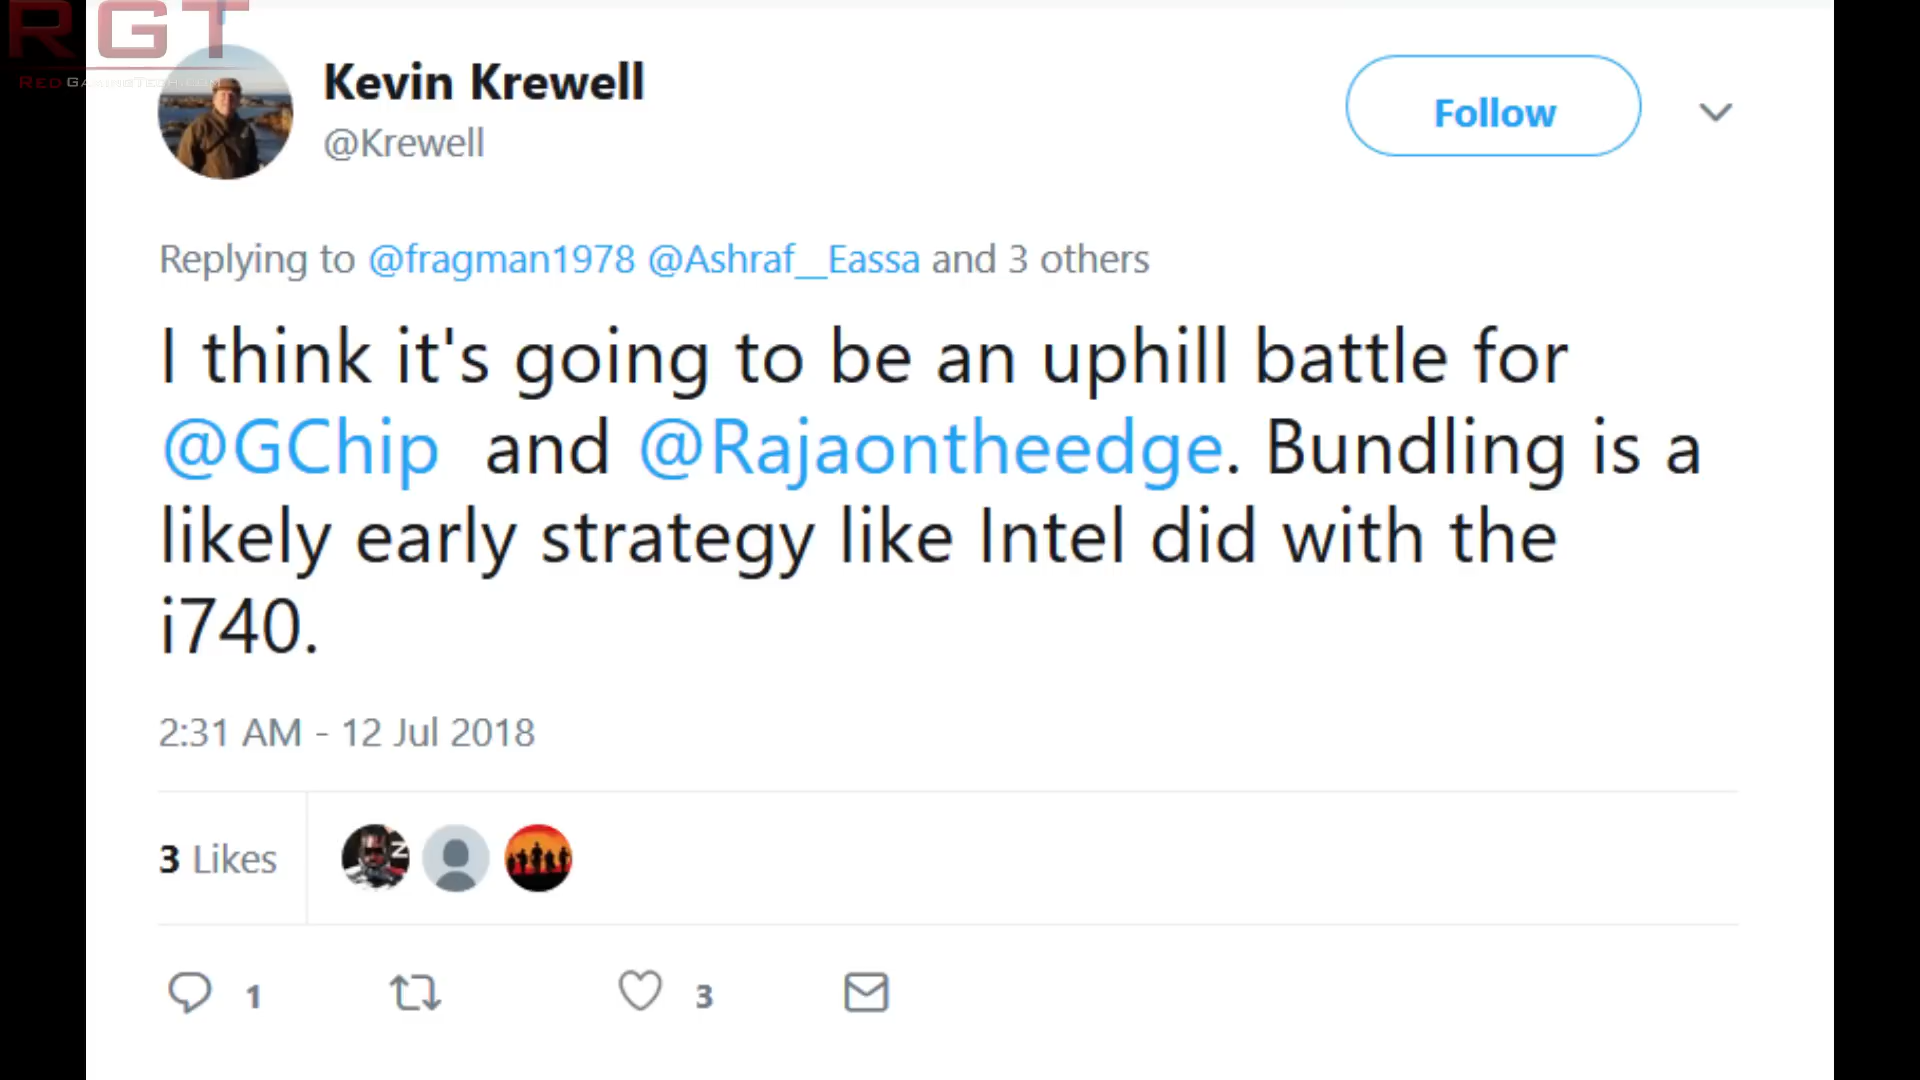 RGT
REDGAMINGTECH.COM
Kevin Krewell
@Krewell
Follow
Replying to @fragman1978 @Ashraf__Eassa and 3 others
I think it's going to be an uphill battle for
@GChip and @Rajaontheedge. Bundling is a
likely early strategy like Intel did with the
i740.
2:31 AM - 12 Jul 2018
3 Likes
1
3